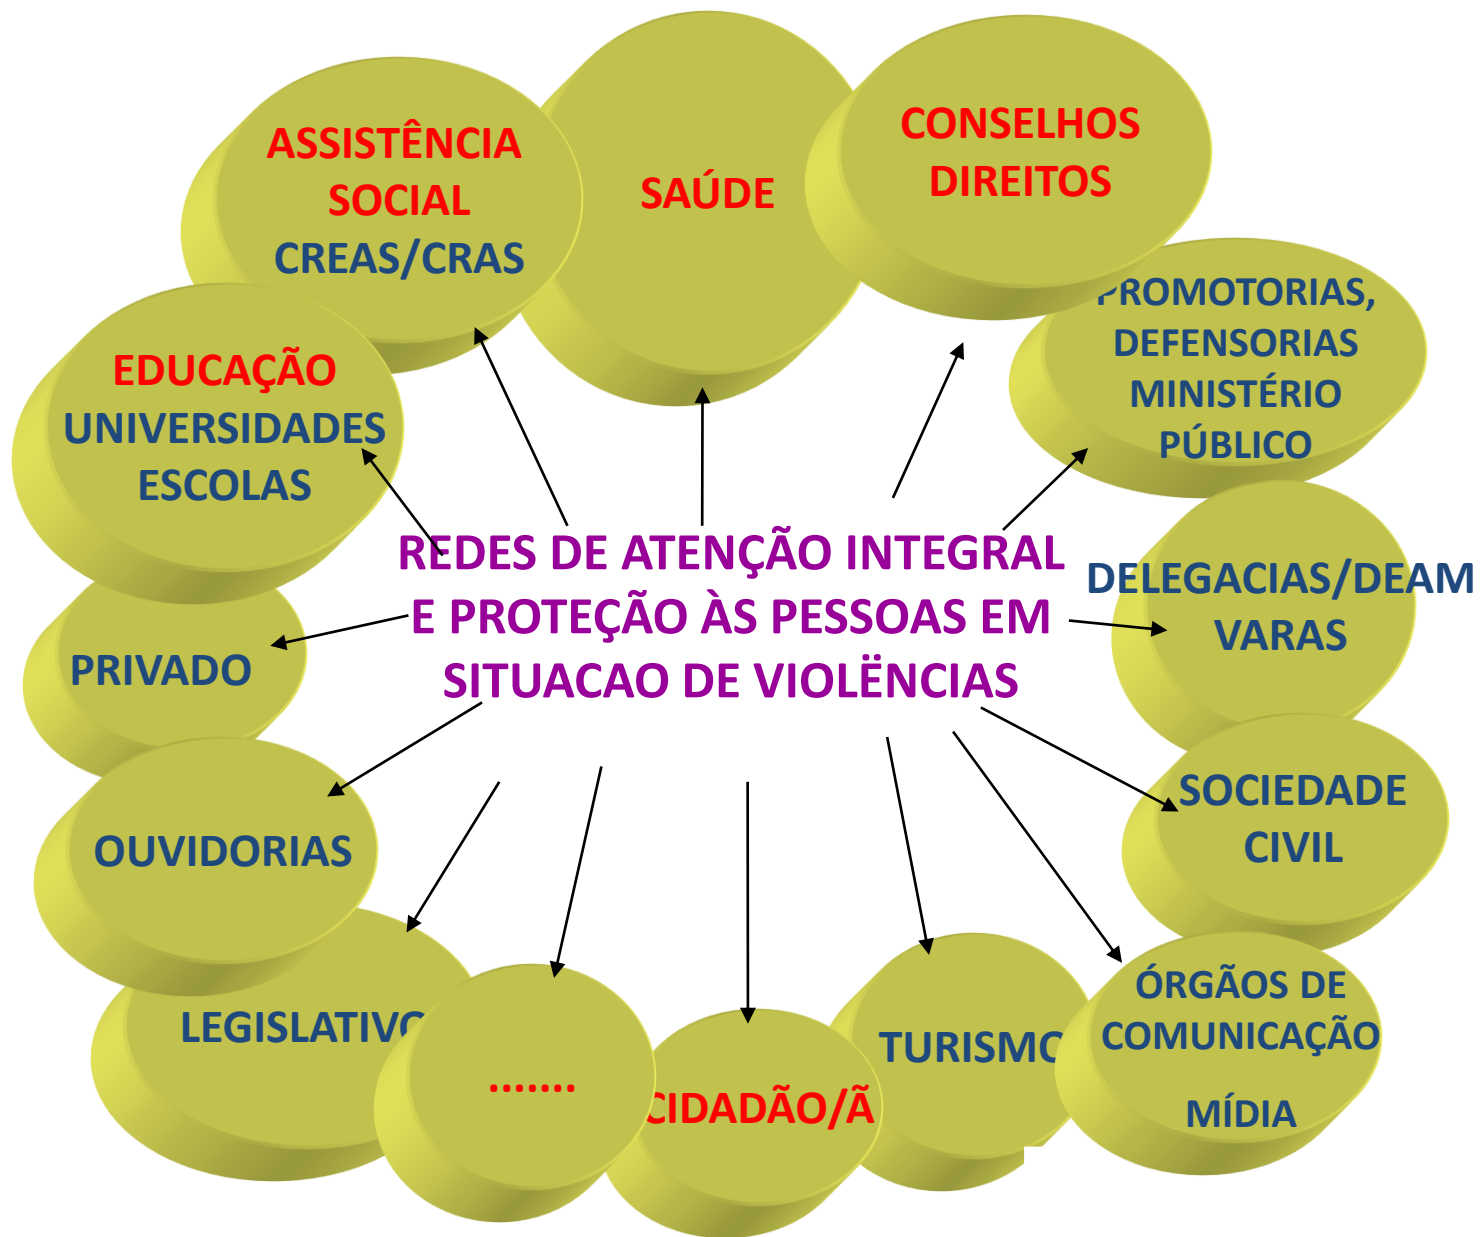 ASSISTÊNCIA
SOCIAL
CREAS/CRAS
SAÚDE
CONSELHOS
DIREITOS
PROMOTORIAS,
DEFENSORIAS
MINISTÉRIO
PÚBLICO
EDUCAÇÃO
UNIVERSIDADES
ESCOLAS
REDES DE ATENÇÃO INTEGRAL
E PROTEÇÃO ÀS PESSOAS EM
SITUACAO DE VIOLËNCIAS
DELEGACIAS/DEAM
VARAS
PRIVADO
SOCIEDADE
CIVIL
OUVIDORIAS
LEGISLATIVO
.......
CIDADÃO/Ã
TURISMO
ÓRGÃOS DE
COMUNICAÇÃO
MÍDIA